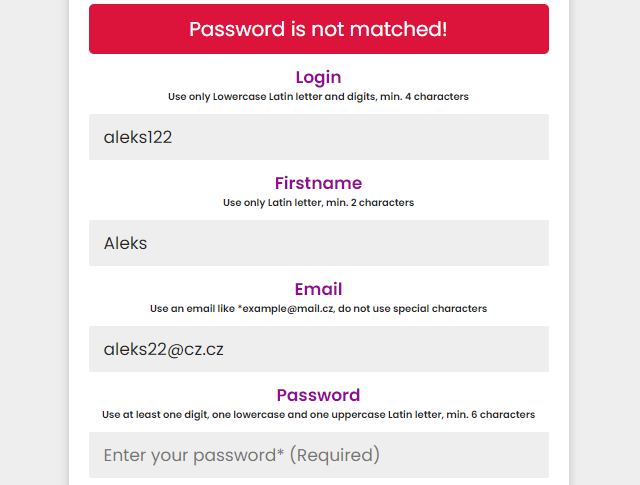 Password is not matched!
Login
Use only Lowercase Latin letter and digits, min. 4 characters
aleks122
Firstname
Use only Latin letter, min. 2 characters
Aleks
Email
Use an email like *example@mail.cz, do not use special characters
aleks22@cz.cz
Password
Use at least one digit, one lowercase and one uppercase Latin letter, min. 6 characters
Enter your password* (Required)